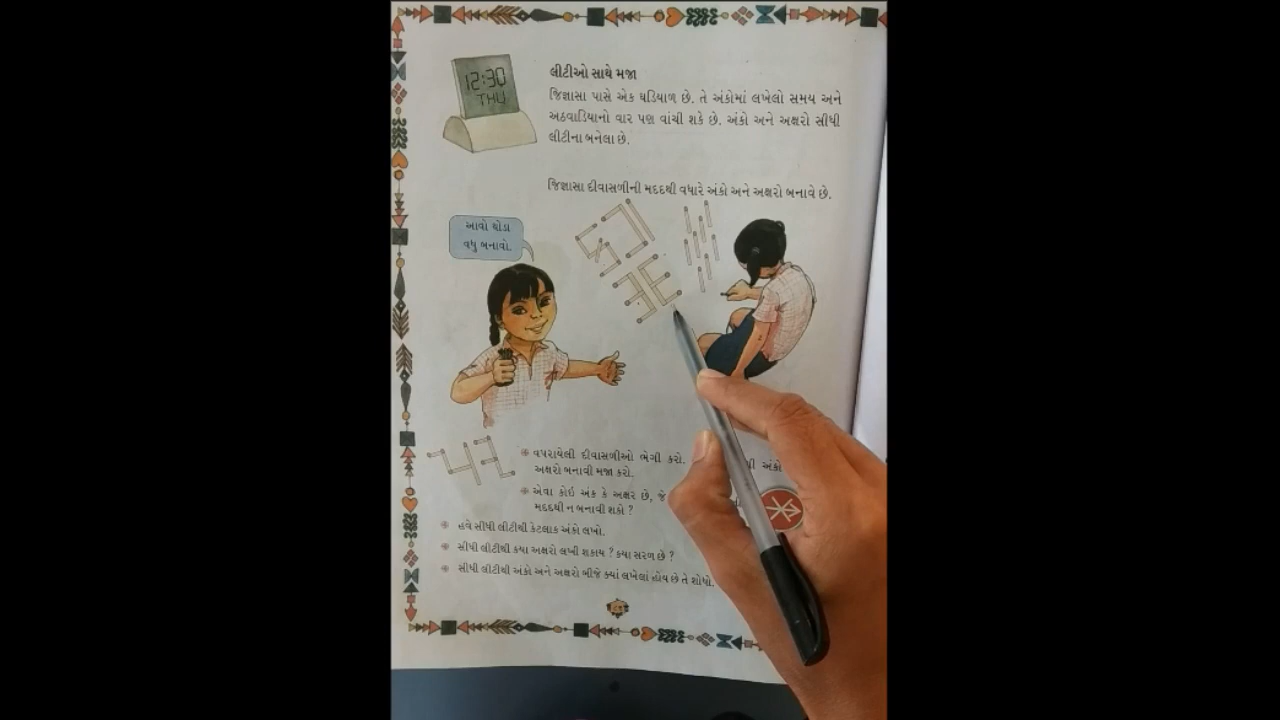 12:30
THU
લીટીઓ સાથે મજા
જિજ્ઞાસા પાસે એક ઘડિયાળ છે. તે અંકોમાં લખેલો સમય અને
અઠવાડિયાનો વાર પણ વાંચી શકે છે. અંકો અને અક્ષરો સીધી
લીટીના બનેલા છે.
જિજ્ઞાસા દીવાસળીની મદદથી વધારે અંકો અને અક્ષરો બનાવે છે.
આવો થોડા
વધુ બનાવો.
વપરાયેલી દીવાસળીઓ ભેગી કરો. અંકો
અક્ષરો બનાવી મજા કરો.
એવા કોઈ અંક કે અક્ષર છે, જે
મદદથી ન બનાવી શકો ?
હવે સીધી લીટીથી કેટલાક અંકો લખો.
સીધી લીટીથી કયા અક્ષરો લખી શકાય ? કયા સરળ છે ?
સીધી લીટીથી અંકો અને અક્ષરો બીજે ક્યાં લખેલાં હોય છે તે શોધો.